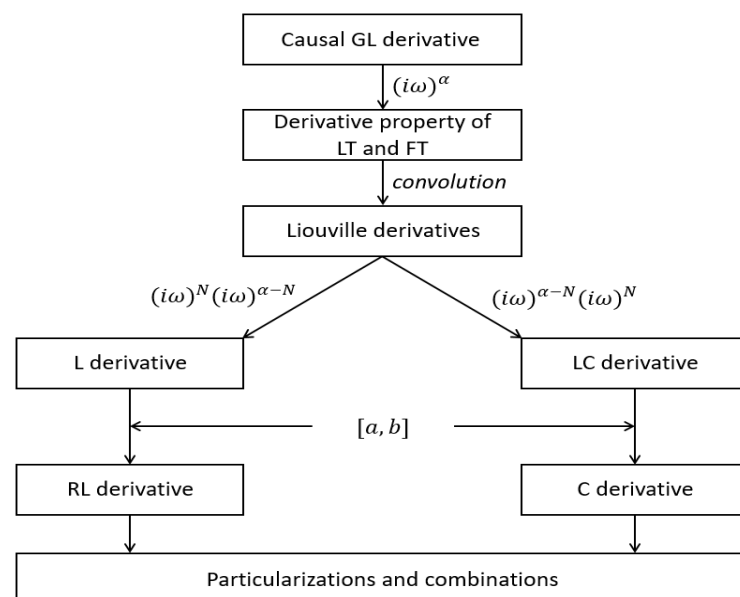 Causal GL derivative
(iω)^α
Derivative property of
LT and FT
convolution
Liouville derivatives
(iω)^N(iω)^{α−N}
(iω)^{α−N}(iω)^N
L derivative
LC derivative
[a, b]
RL derivative
C derivative
Particularizations and combinations